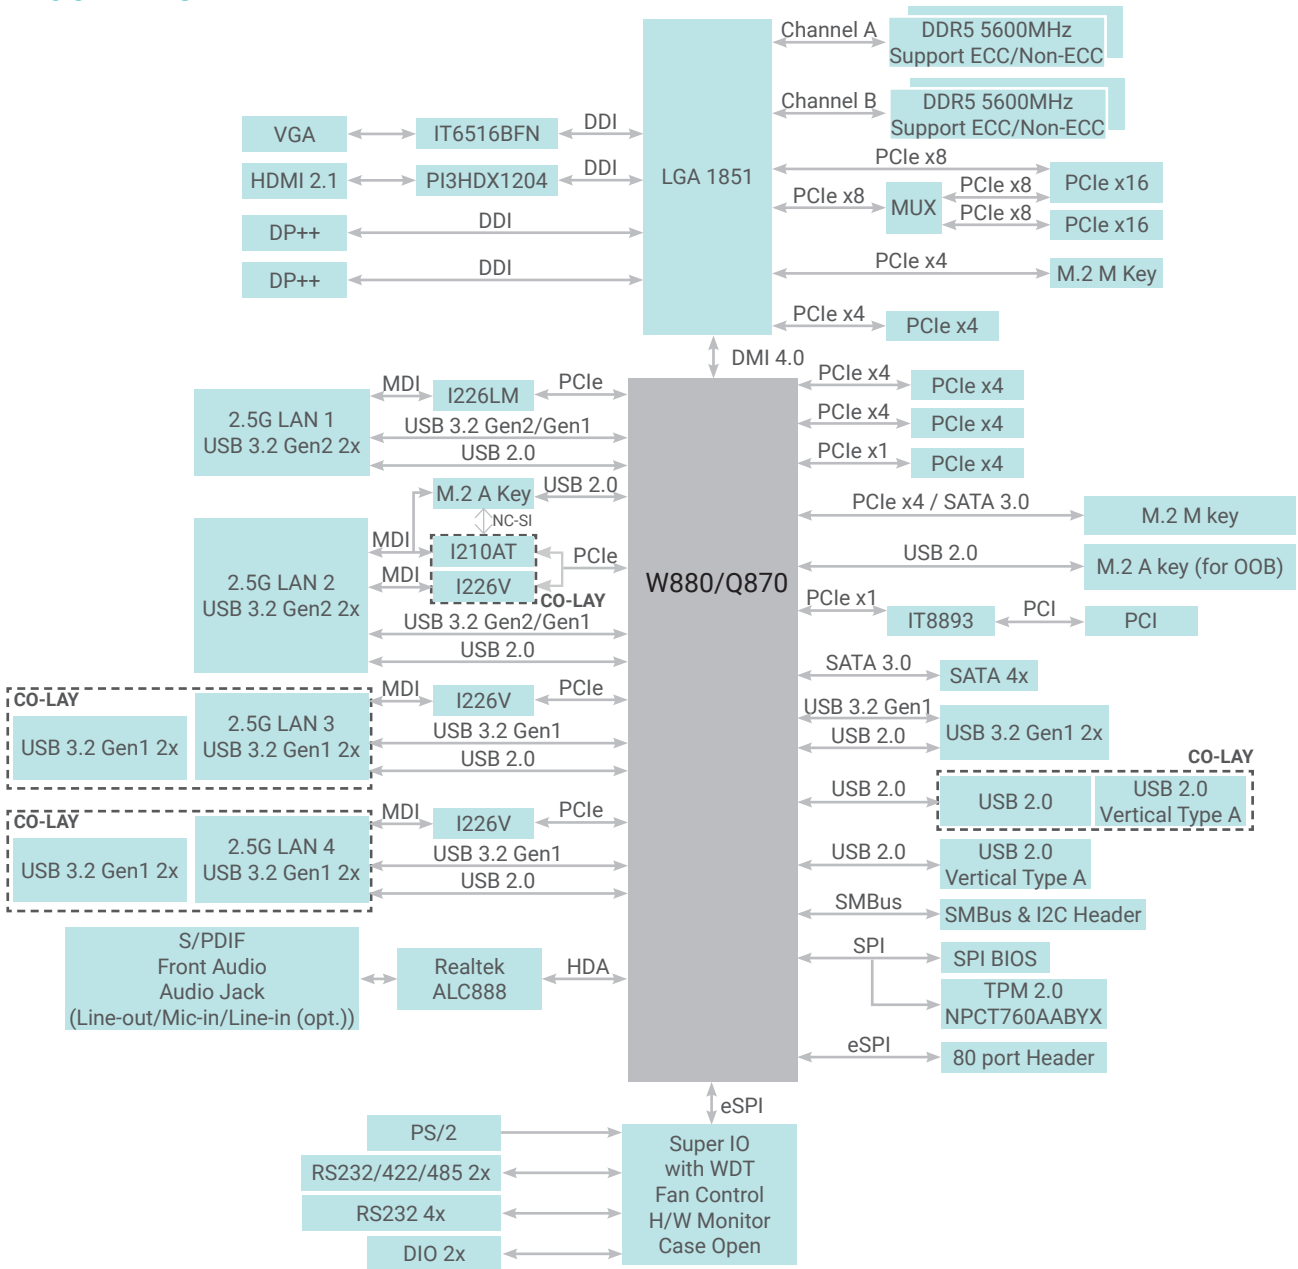 Channel A
DDR5 5600MHz
Support ECC/Non-ECC
Channel B
DDR5 5600MHz
Support ECC/Non-ECC
VGA
IT6516BFN
DDI
HDMI 2.1
PI3HDX1204
DDI
DP++
DDI
DP++
DDI
LGA 1851
PCIe x8
PCIe x16
PCIe x8
MUX
PCIe x8
PCIe x8
PCIe x16
PCIe x4
M.2 M Key
PCIe x4
PCIe x4
DMI 4.0
2.5G LAN 1
USB 3.2 Gen2 2x
MDI
I226LM
PCIe
USB 3.2 Gen2/Gen1
USB 2.0
M.2 A Key
USB 2.0
NC-SI
2.5G LAN 2
USB 3.2 Gen2 2x
MDI
I210AT
PCIe
MDI
I226V
CO-LAY
USB 3.2 Gen2/Gen1
USB 2.0
CO-LAY
USB 3.2 Gen1 2x
2.5G LAN 3
USB 3.2 Gen1 2x
MDI
I226V
PCIe
USB 3.2 Gen1
USB 2.0
CO-LAY
USB 3.2 Gen1 2x
2.5G LAN 4
USB 3.2 Gen1 2x
MDI
I226V
PCIe
USB 3.2 Gen1
USB 2.0
S/PDIF
Front Audio
Audio Jack
(Line-out/Mic-in/Line-in (opt.))
Realtek
ALC888
HDA
W880/Q870
PCIe x4
PCIe x4
PCIe x4
PCIe x4
PCIe x1
PCIe x4
PCIe x4 / SATA 3.0
M.2 M key
USB 2.0
M.2 A key (for OOB)
PCIe x1
IT8893
PCI
PCI
SATA 3.0
SATA 4x
USB 3.2 Gen1
USB 2.0
USB 3.2 Gen1 2x
CO-LAY
USB 2.0
USB 2.0
USB 2.0
Vertical Type A
USB 2.0
USB 2.0
Vertical Type A
SMBus
SMBus & I2C Header
SPI
SPI BIOS
TPM 2.0
NPCT760AABYX
eSPI
80 port Header
eSPI
PS/2
RS232/422/485 2x
RS232 4x
DIO 2x
Super IO
with WDT
Fan Control
H/W Monitor
Case Open